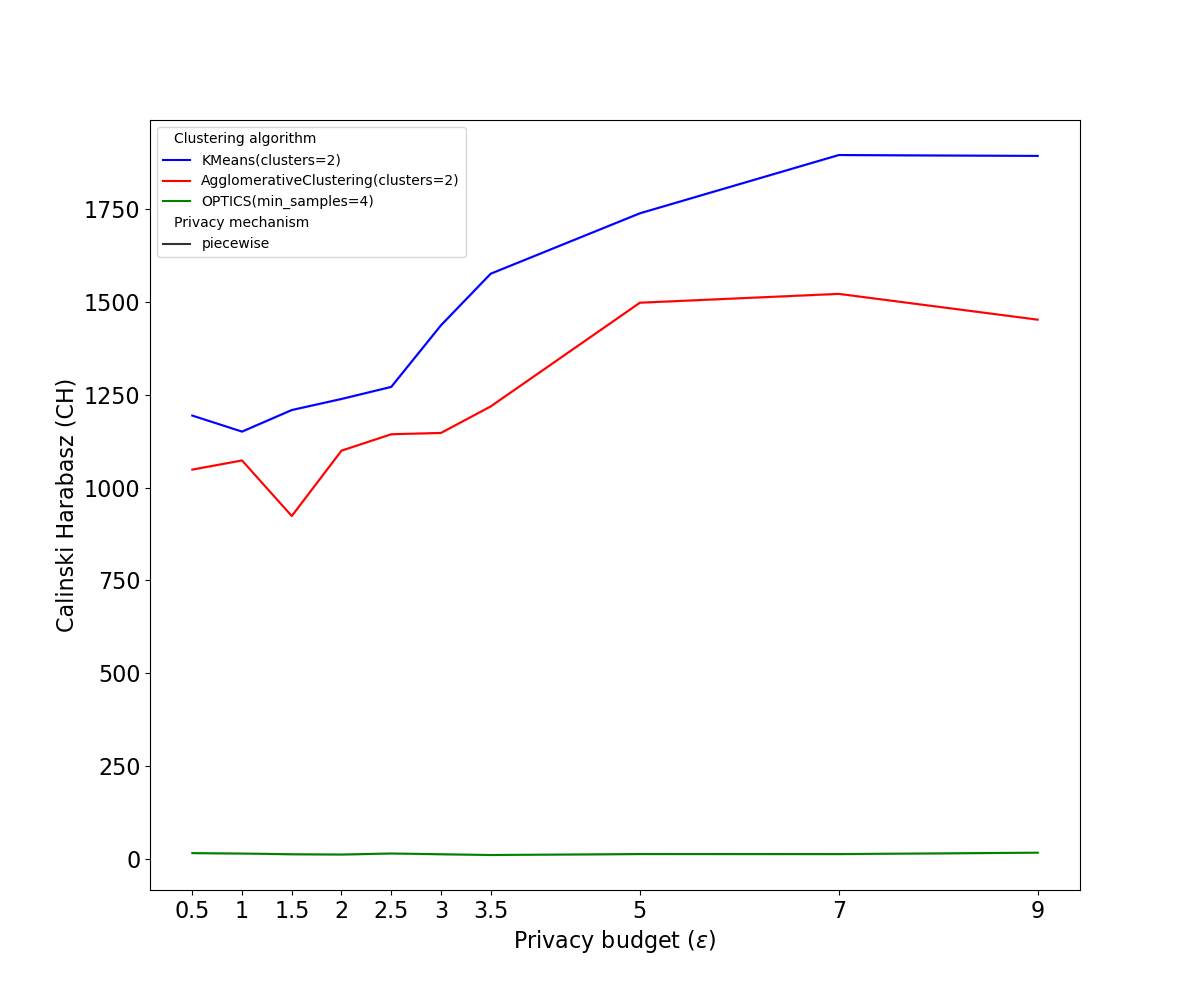 Clustering algorithm
KMeans(clusters=2)
AgglomerativeClustering(clusters=2)
OPTICS(min_samples=4)
Privacy mechanism
piecewise
1750
1500
1250
1000
750
500
250
0
Calinski Harabasz (CH)
0.5 1 1.5 2 2.5 3 3.5 5 7 9
Privacy budget (ε)